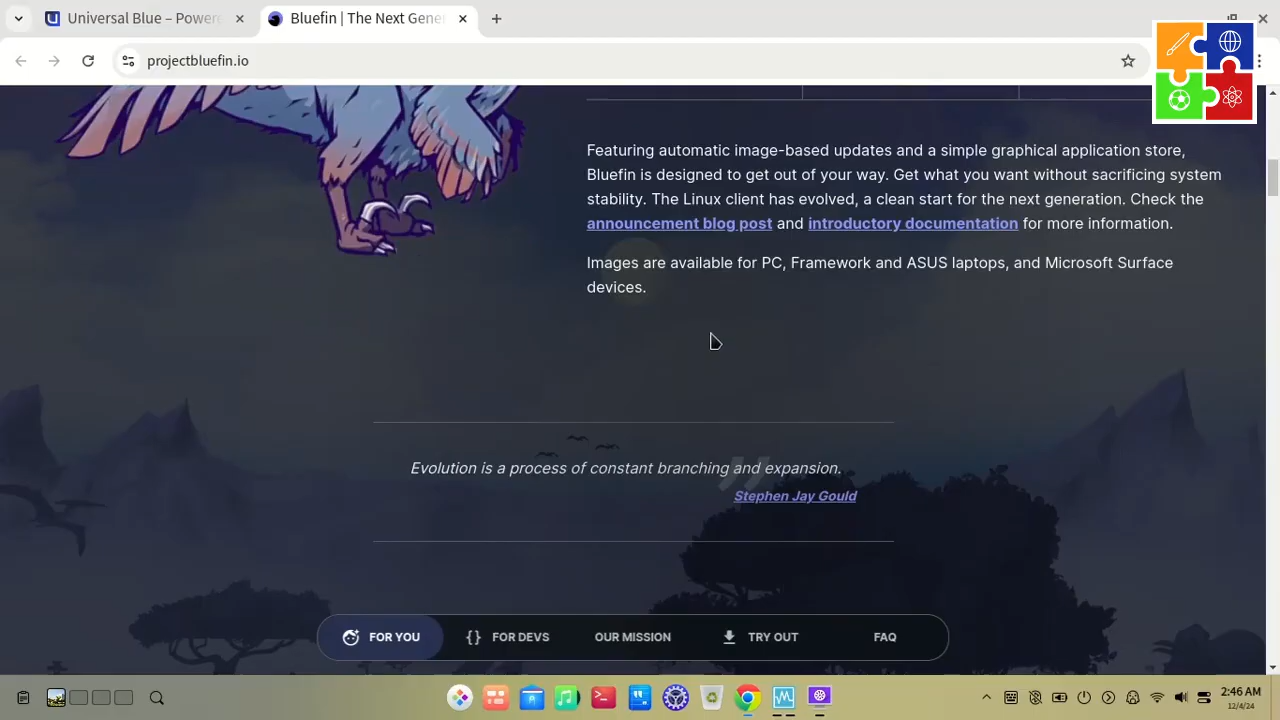 Universal Blue – Powere
Bluefin | The Next Gener
projectbluefin.io
Featuring automatic image-based updates and a simple graphical application store,
Bluefin is designed to get out of your way. Get what you want without sacrificing system
stability. The Linux client has evolved, a clean start for the next generation. Check the
announcement blog post and introductory documentation for more information.
Images are available for PC, Framework and ASUS laptops, and Microsoft Surface
devices.
Evolution is a process of constant branching and expansion.
Stephen Jay Gould
FOR YOU
FOR DEVS
OUR MISSION
TRY OUT
FAQ
2:46 AM
12/4/24